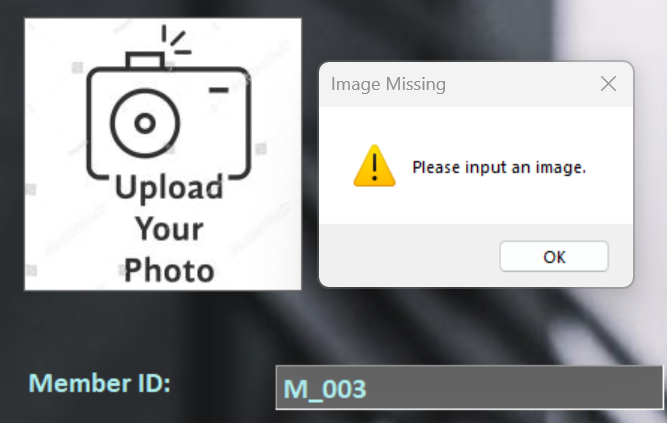 Upload
Your
Photo
Image Missing
Please input an image.
OK
Member ID:
M_003